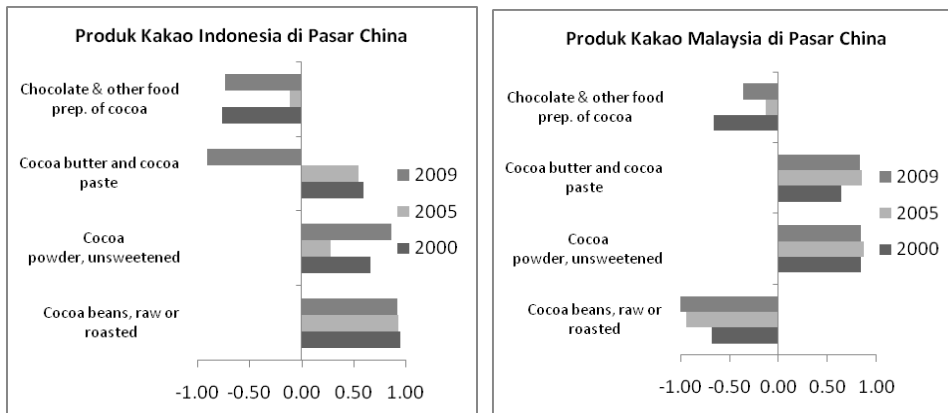 Produk Kakao Indonesia di Pasar China
Chocolate & other food
prep. of cocoa
Cocoa butter and cocoa
paste
Cocoa
powder, unsweetened
Cocoa beans, raw or
roasted
2009
2005
2000
-1.00 -0.50 0.00 0.50 1.00
Produk Kakao Malaysia di Pasar China
Chocolate & other food
prep. of cocoa
Cocoa butter and cocoa
paste
Cocoa
powder, unsweetened
Cocoa beans, raw or
roasted
2009
2005
2000
-1.00 -0.50 0.00 0.50 1.00